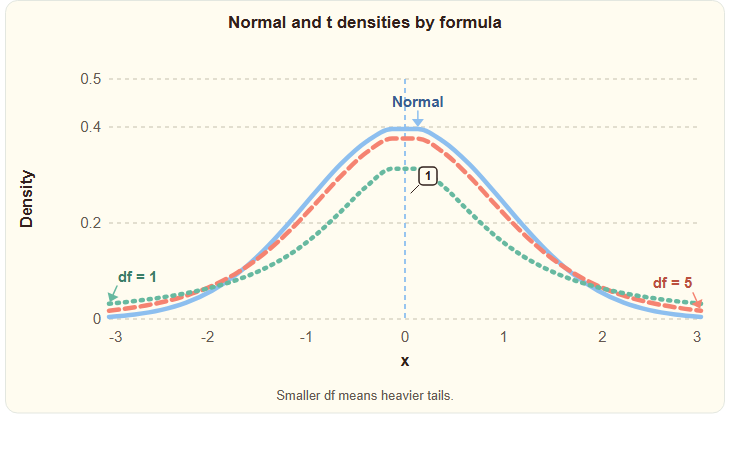 Normal and t densities by formula
0.5
0.4
Normal
1
Density
0.2
df = 1
df = 5
0
-3 -2 -1 0 1 2 3
x
Smaller df means heavier tails.